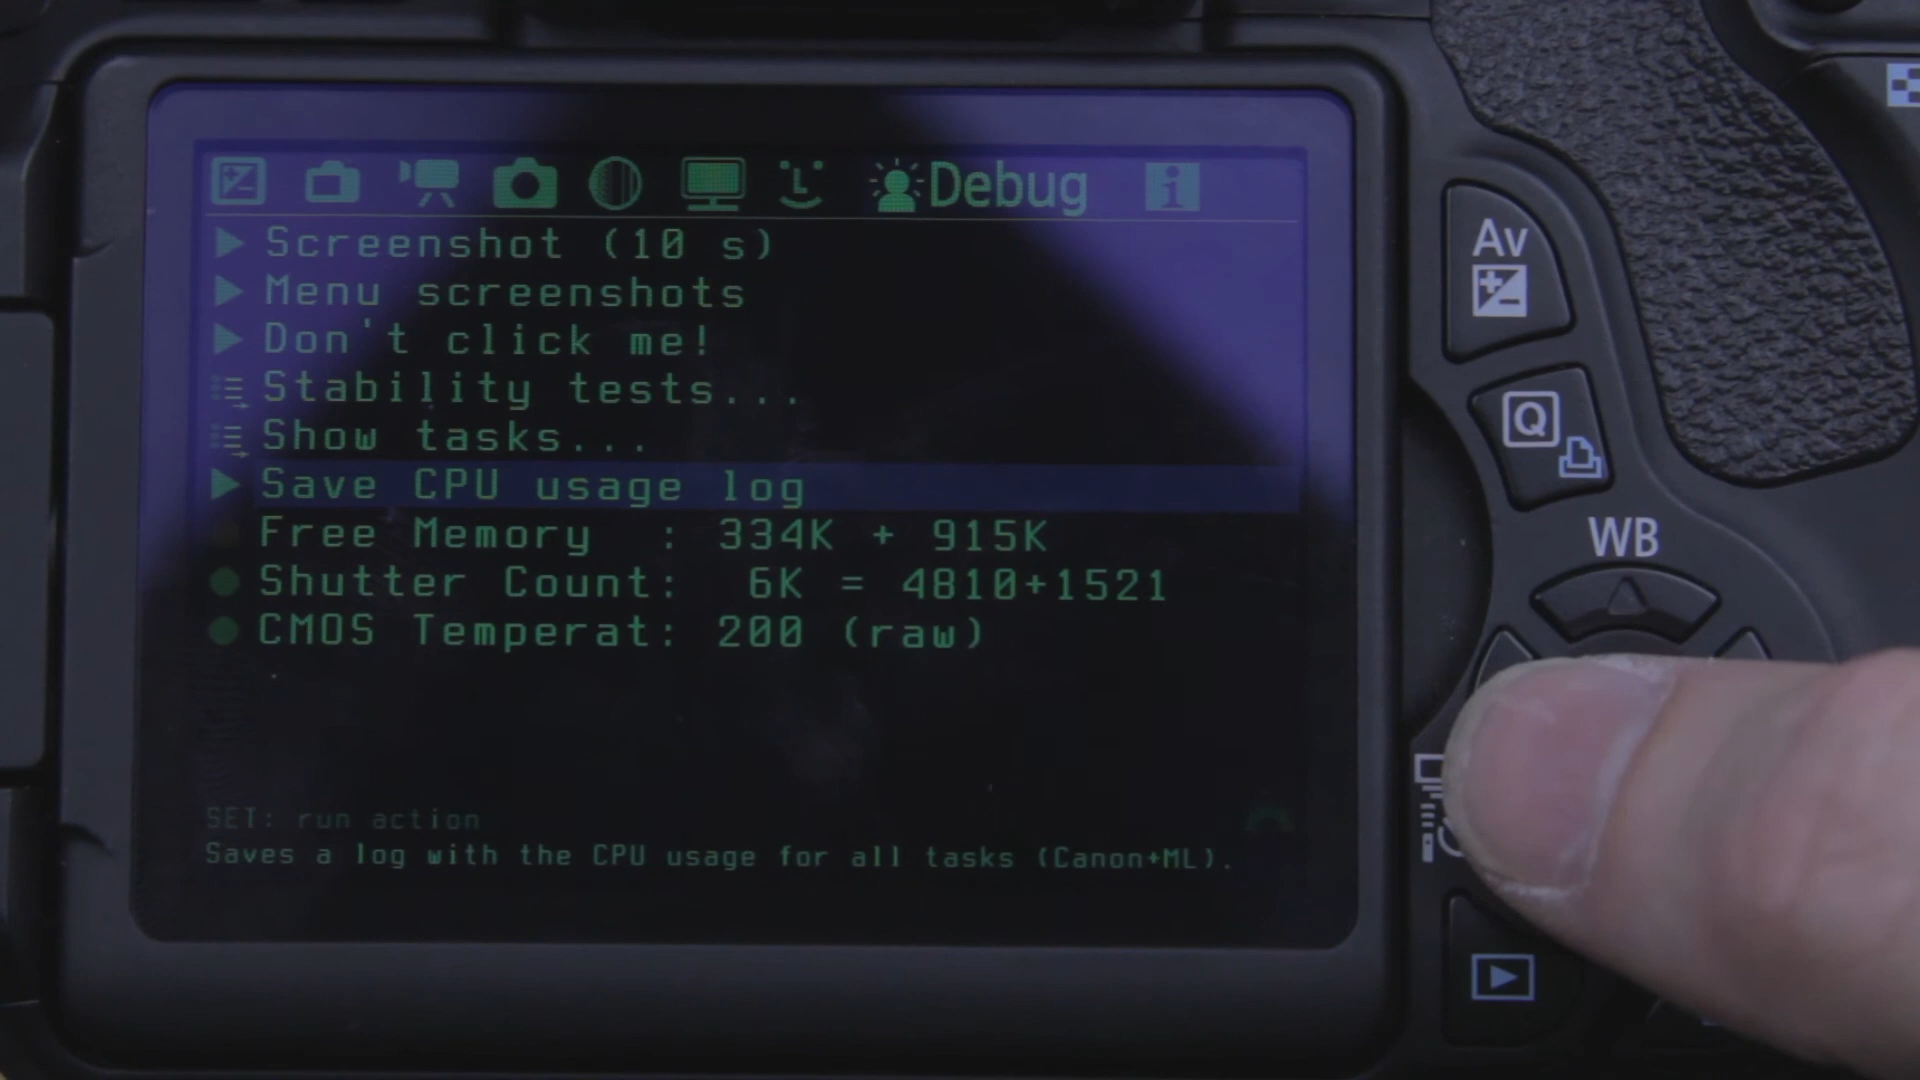 Debug i
Screenshot (10 s)
Menu screenshots
Don't click me!
Stability tests...
Show tasks...
Save CPU usage log
Free Memory : 334K + 915K
Shutter Count: 6K = 4810+1521
CMOS Temperat: 200 (raw)
SET: run action
Saves a log with the CPU usage for all tasks (Canon+ML).
Av
Q
WB